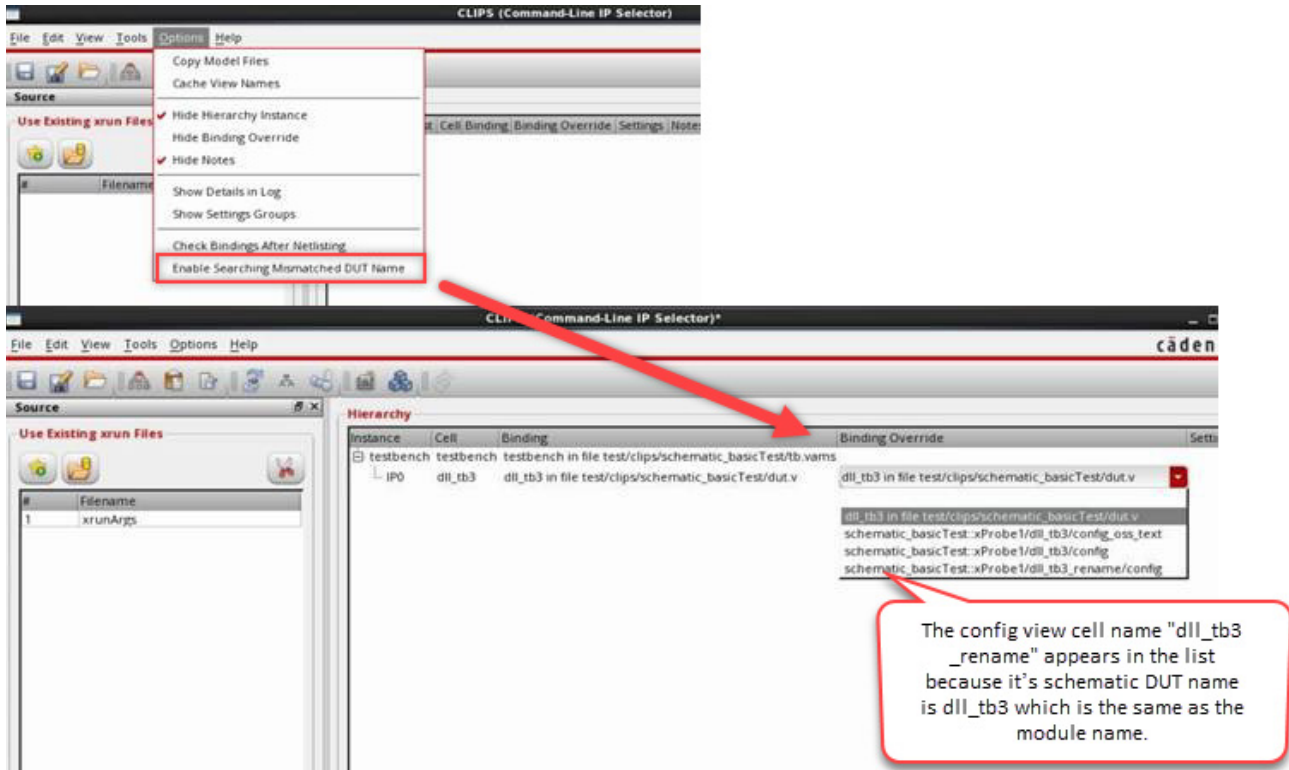 CLIPS (Command-Line IP Selector)
File Edit View Tools Options Help
Copy Model Files
Cache View Names
Source
Use Existing xrun Files
Hide Hierarchy Instance
Cell Binding Binding Override Settings Notes
Hide Binding Override
Hide Notes
# Filename
Show Details in Log
Show Settings Groups
Check Bindings After Netlisting
Enable Searching Mismatched DUT Name
(Command-Line IP Selector)*
File Edit View Tools Options Help
cāden
Source
Hierarchy
Use Existing xrun Files
Instance Cell Binding Binding Override Setti
testbench testbench testbench in file test/clips/schematic_basicTest/tb.vams
IP0 dll_tb3 dll_tb3 in file test/clips/schematic_basicTest/dut.v dll_tb3 in file test/clips/schematic_basicTest/dut.v
# Filename
1 xrunArgs
dll_tb3 in file test/clips/schematic_basicTest/dut.v
schematic_basicTest::xProbe1/dll_tb3/config_oss_text
schematic_basicTest::xProbe1/dll_tb3/config
schematic_basicTest::xProbe1/dll_tb3_rename/config
The config view cell name "dll_tb3
_rename" appears in the list
because it's schematic DUT name
is dll_tb3 which is the same as the
module name.